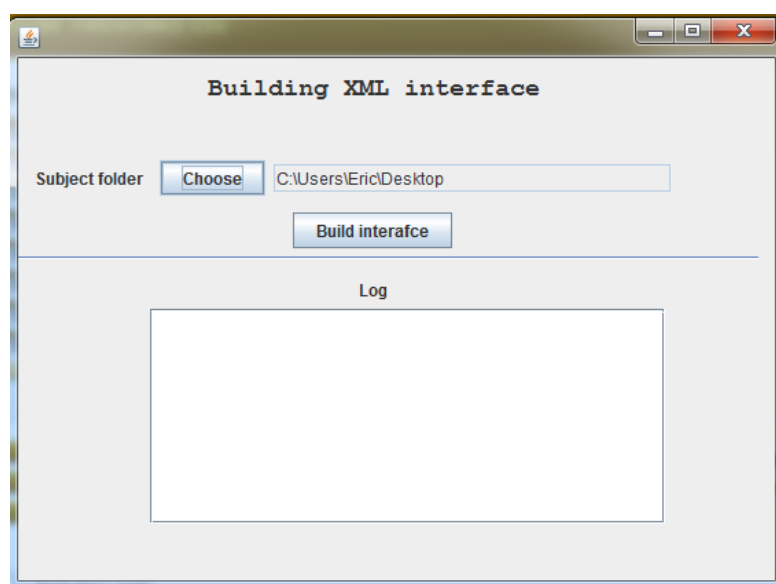 Building XML interface
Subject folder Choose C:\Users\Eric\Desktop
Build interafce
Log